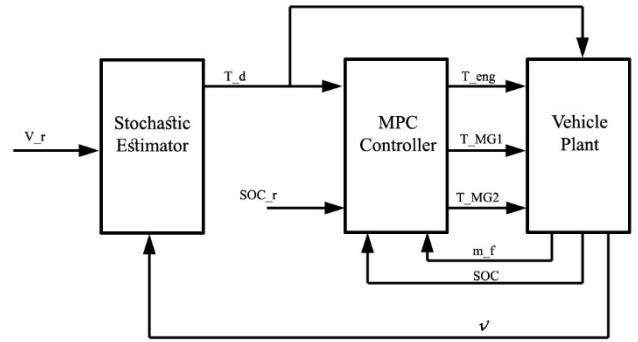 T_d
T_eng
Stochastic
Estimator
MPC
Controller
Vehicle
Plant
V_r
T_MG1
SOC_r
T_MG2
m_f
SOC
v